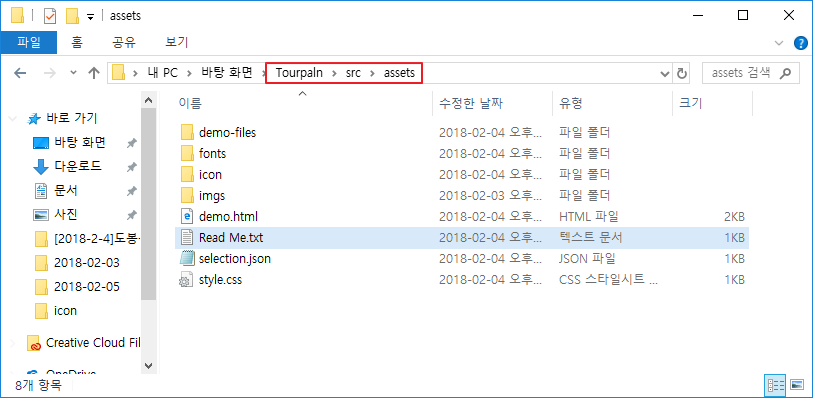 assets
파일 홈 공유 보기
내 PC 바탕 화면 Tourpaln src assets assets 검색
이름 수정한 날짜 유형 크기
바로 가기
바탕 화면
다운로드
문서
사진
[2018-2-4]도봉
2018-02-03
2018-02-05
icon
Creative Cloud Fil
OneDrive
demo-files 2018-02-04 오후... 파일 폴더
fonts 2018-02-04 오후... 파일 폴더
icon 2018-02-04 오후... 파일 폴더
imgs 2018-02-03 오후... 파일 폴더
demo.html 2018-02-04 오후... HTML 파일 2KB
Read Me.txt 2018-02-04 오후... 텍스트 문서 1KB
selection.json 2018-02-04 오후... JSON 파일 1KB
style.css 2018-02-04 오후... CSS 스타일시트 ... 1KB
8개 항목